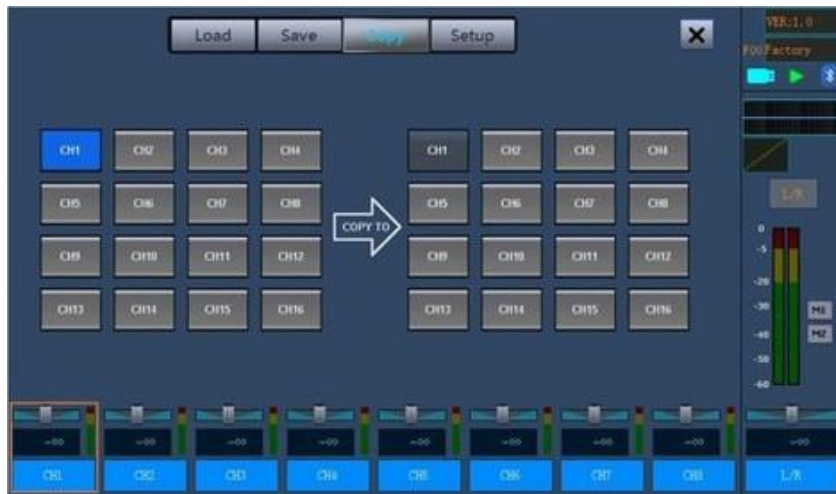 Load Save Copy Setup X
VER:1.0
F00Factory
CH1 CH2 CH3 CH4 CH1 CH2 CH3 CH4
CH5 CH6 CH7 CH8 CH5 CH6 CH7 CH8
COPY TO
CH9 CH10 CH11 CH12 CH9 CH10 CH11 CH12
CH13 CH14 CH15 CH16 CH13 CH14 CH15 CH16
L/R
0
-5
-20
-30 M1
-40 M2
-50
-60
-∞ -∞ -∞ -∞ -∞ -∞ -∞ -∞ -∞
CH1 CH2 CH3 CH4 CH5 CH6 CH7 CH8 L/R